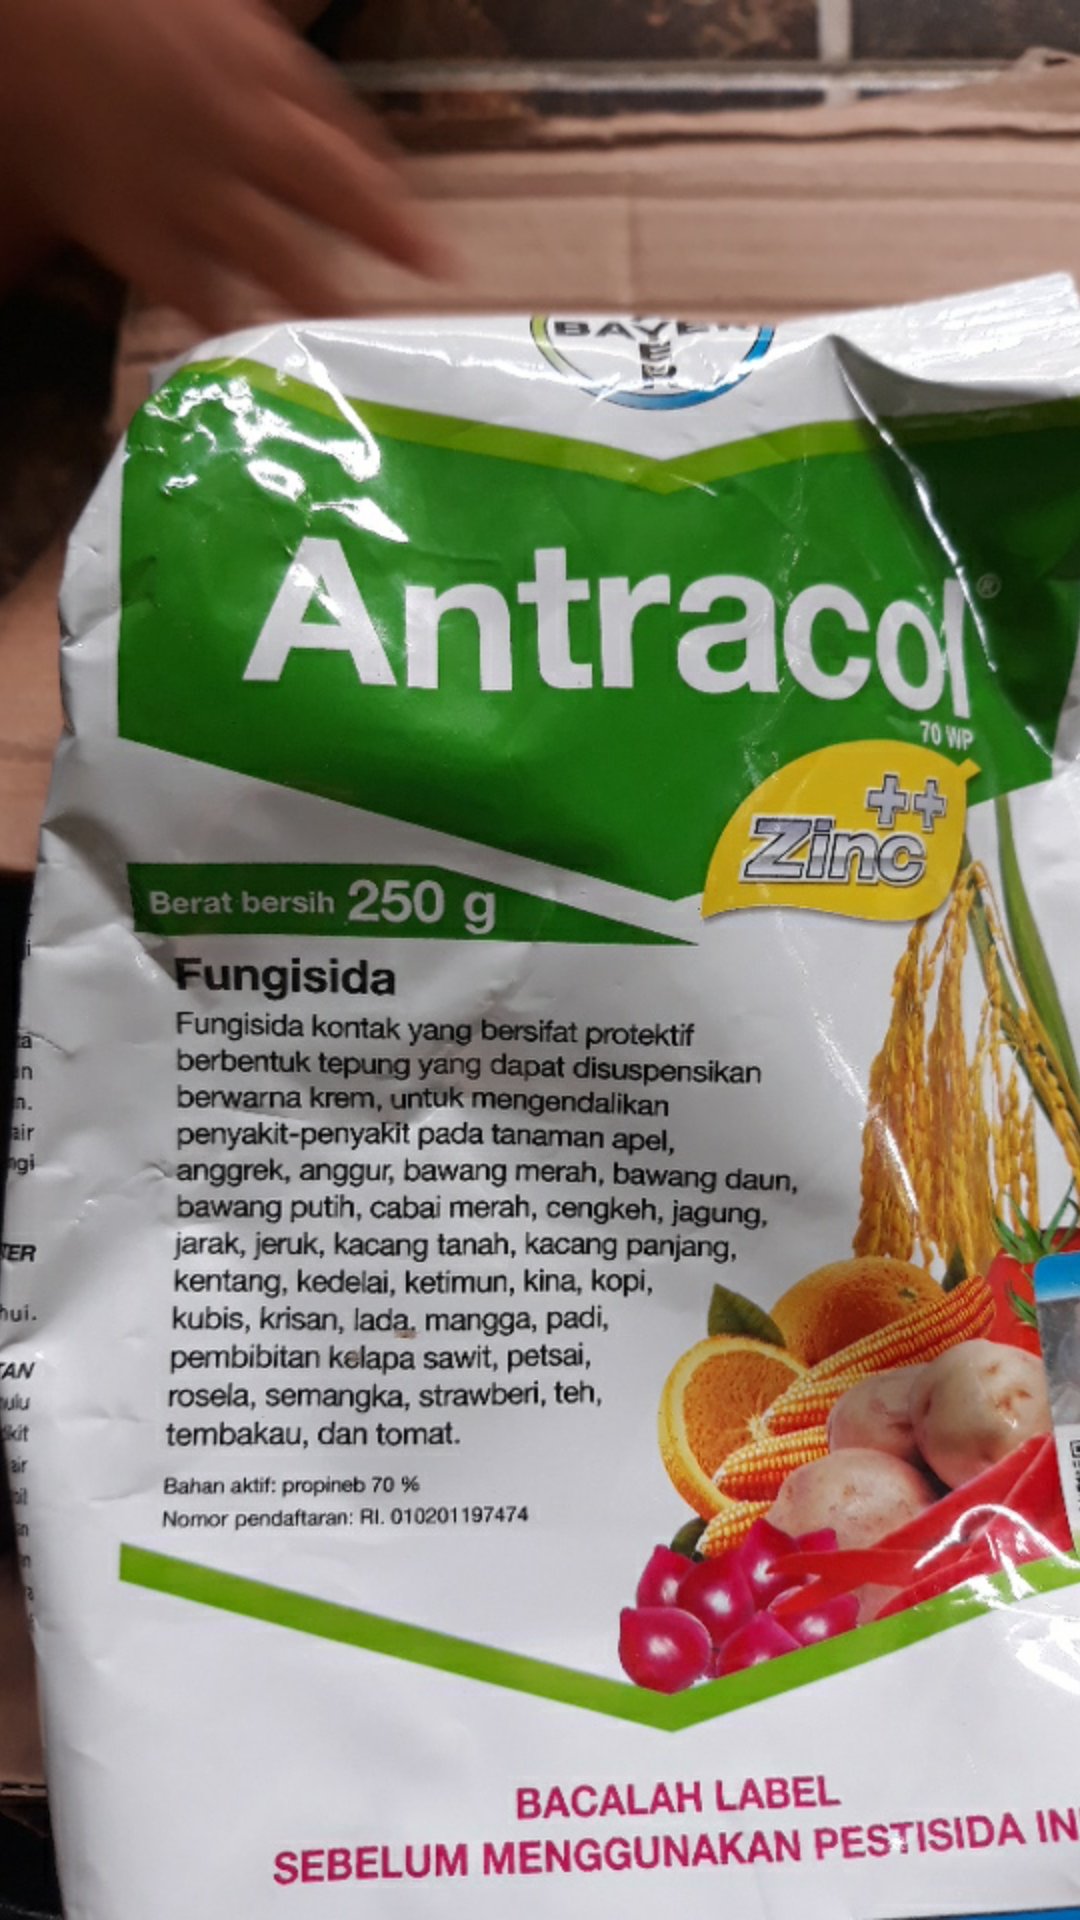 BAYER
Antracol®
70 WP
Zinc++
Berat bersih 250 g
Fungisida
Fungisida kontak yang bersifat protektif
berbentuk tepung yang dapat disuspensikan
berwarna krem, untuk mengendalikan
penyakit-penyakit pada tanaman apel,
anggrek, anggur, bawang merah, bawang daun,
bawang putih, cabai merah, cengkeh, jagung,
jarak, jeruk, kacang tanah, kacang panjang,
kentang, kedelai, ketimun, kina, kopi,
kubis, krisan, lada, mangga, padi,
pembibitan kelapa sawit, petsai,
rosela, semangka, strawberi, teh,
tembakau, dan tomat.
Bahan aktif: propineb 70 %
Nomor pendaftaran: RI. 010201197474
BACALAH LABEL
SEBELUM MENGGUNAKAN PESTISIDA IN